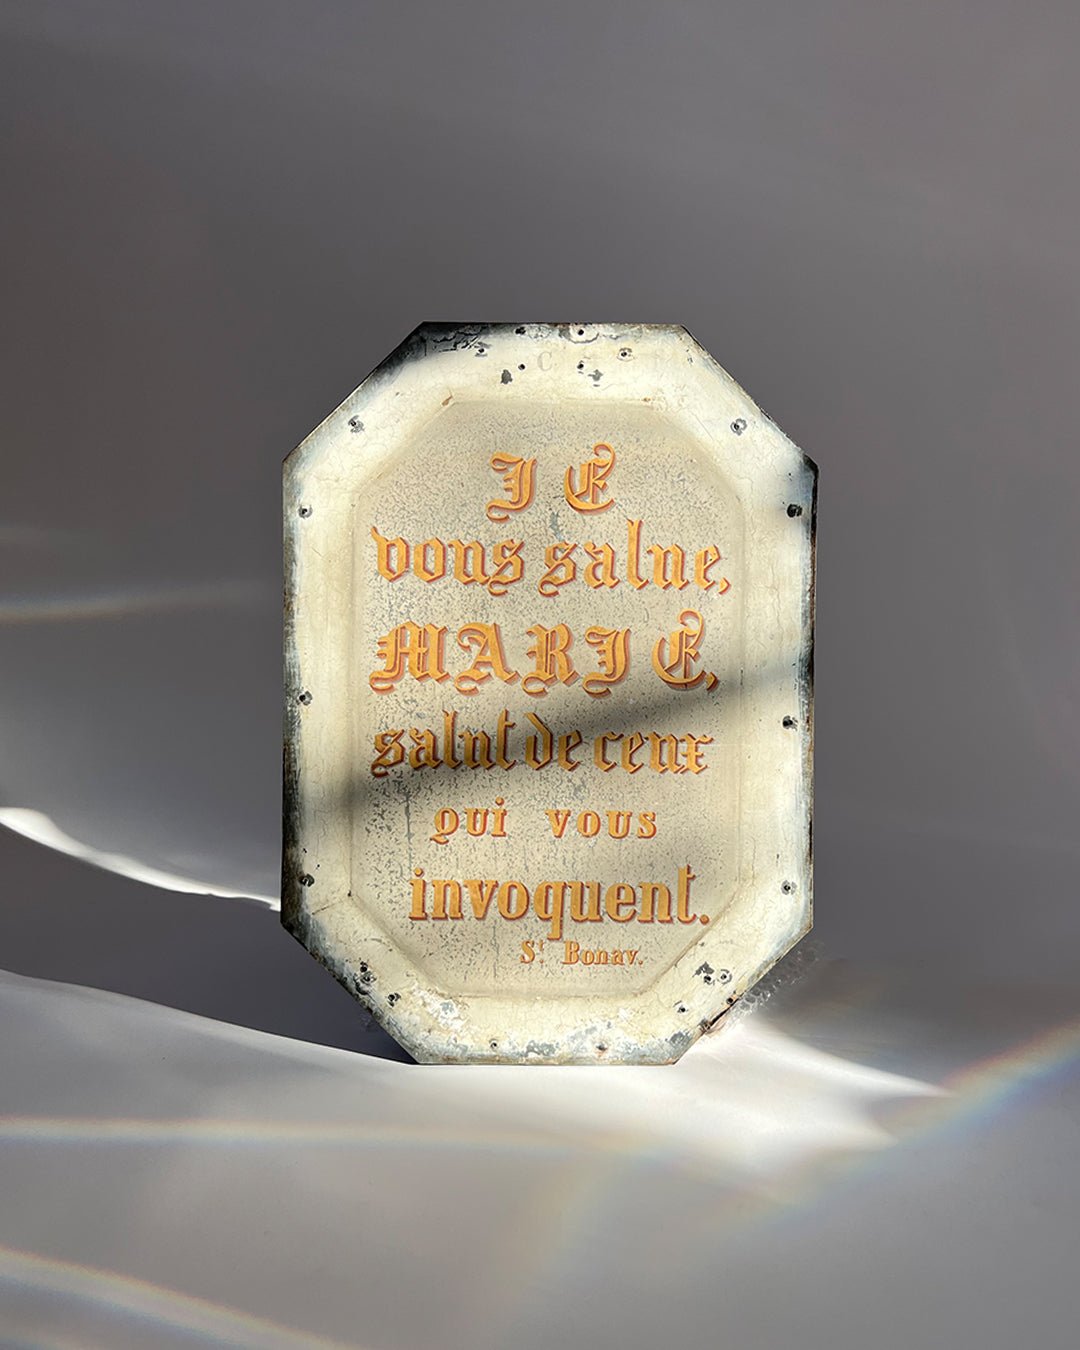 JE
vous salue,
MARIE,
salut de ceux
qui vous
invoquent.
St Bonav.